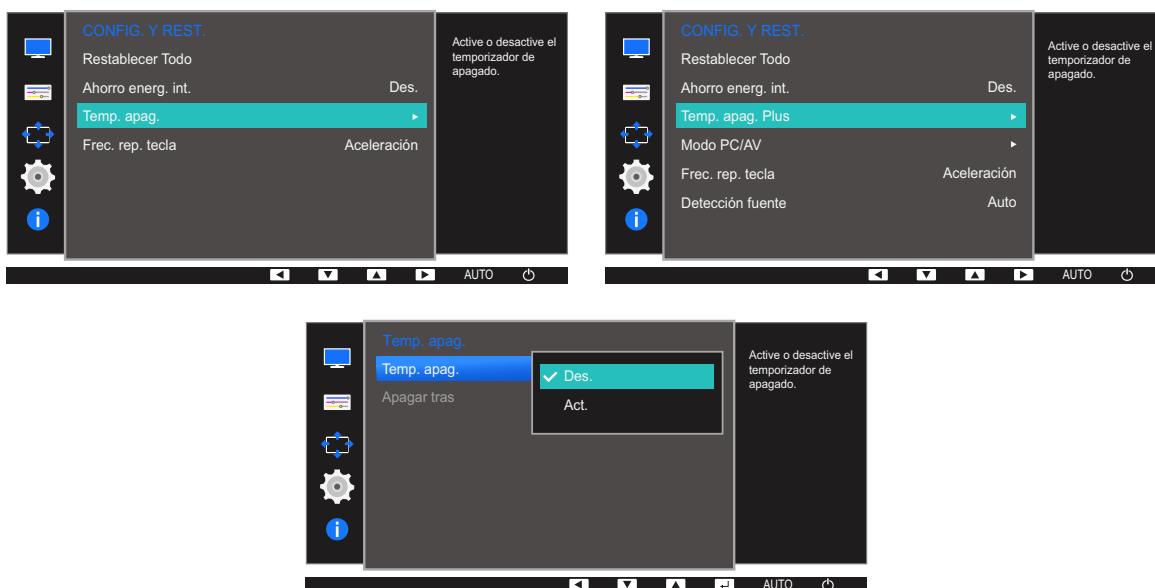 CONFIG. Y REST.
Restablecer Todo
Ahorro energ. int. Des.
Temp. apag.
Frec. rep. tecla Aceleración
Active o desactive el
temporizador de
apagado.
AUTO
CONFIG. Y REST.
Restablecer Todo
Ahorro energ. int. Des.
Temp. apag. Plus
Modo PC/AV
Frec. rep. tecla Aceleración
Detección fuente Auto
Active o desactive el
temporizador de
apagado.
AUTO
Temp. apag.
Temp. apag.
Apagar tras
Des.
Act.
Active o desactive el
temporizador de
apagado.
AUTO